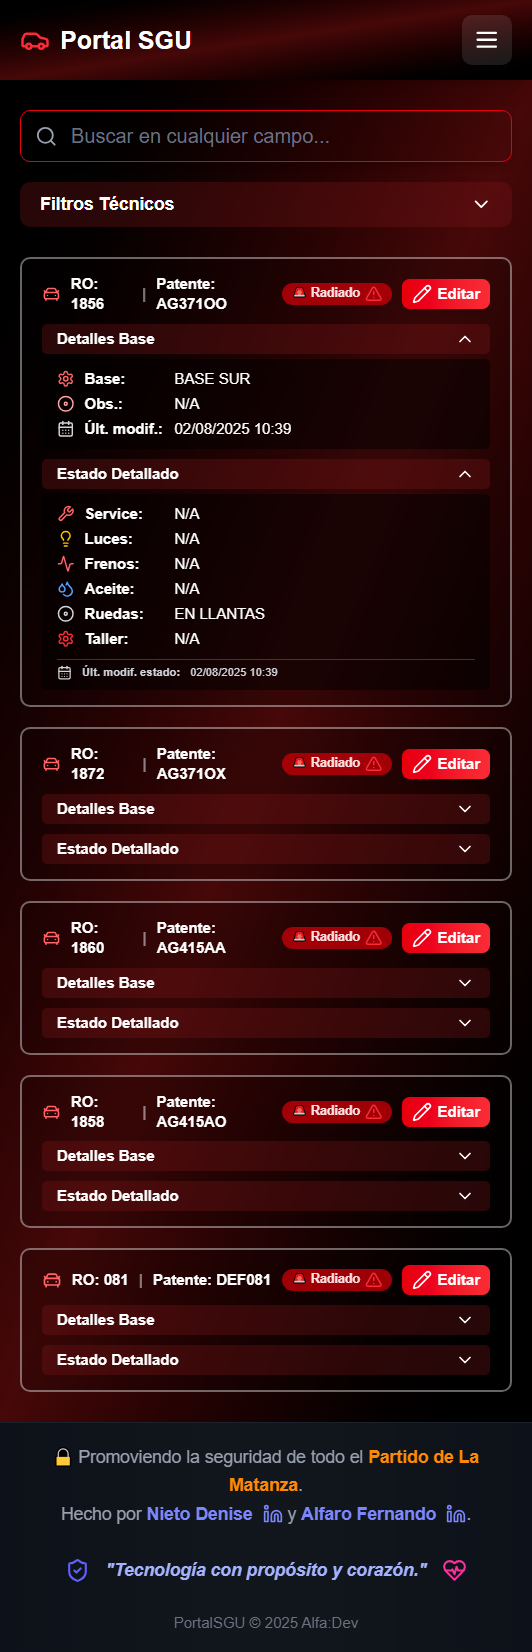 Portal SGU
Buscar en cualquier campo...
Filtros Técnicos
RO: 1856 | Patente: AG371OO Radiado Editar
Detalles Base
Base: BASE SUR
Obs.: N/A
Últ. modif.: 02/08/2025 10:39
Estado Detallado
Service: N/A
Luces: N/A
Frenos: N/A
Aceite: N/A
Ruedas: EN LLANTAS
Taller: N/A
Últ. modif. estado: 02/08/2025 10:39
RO: 1872 | Patente: AG371OX Radiado Editar
Detalles Base
Estado Detallado
RO: 1860 | Patente: AG415AA Radiado Editar
Detalles Base
Estado Detallado
RO: 1858 | Patente: AG415AO Radiado Editar
Detalles Base
Estado Detallado
RO: 081 | Patente: DEF081 Radiado Editar
Detalles Base
Estado Detallado
Promoviendo la seguridad de todo el Partido de La
Matanza.
Hecho por Nieto Denise in y Alfaro Fernando in.
"Tecnología con propósito y corazón."
PortalSGU © 2025 Alfa:Dev